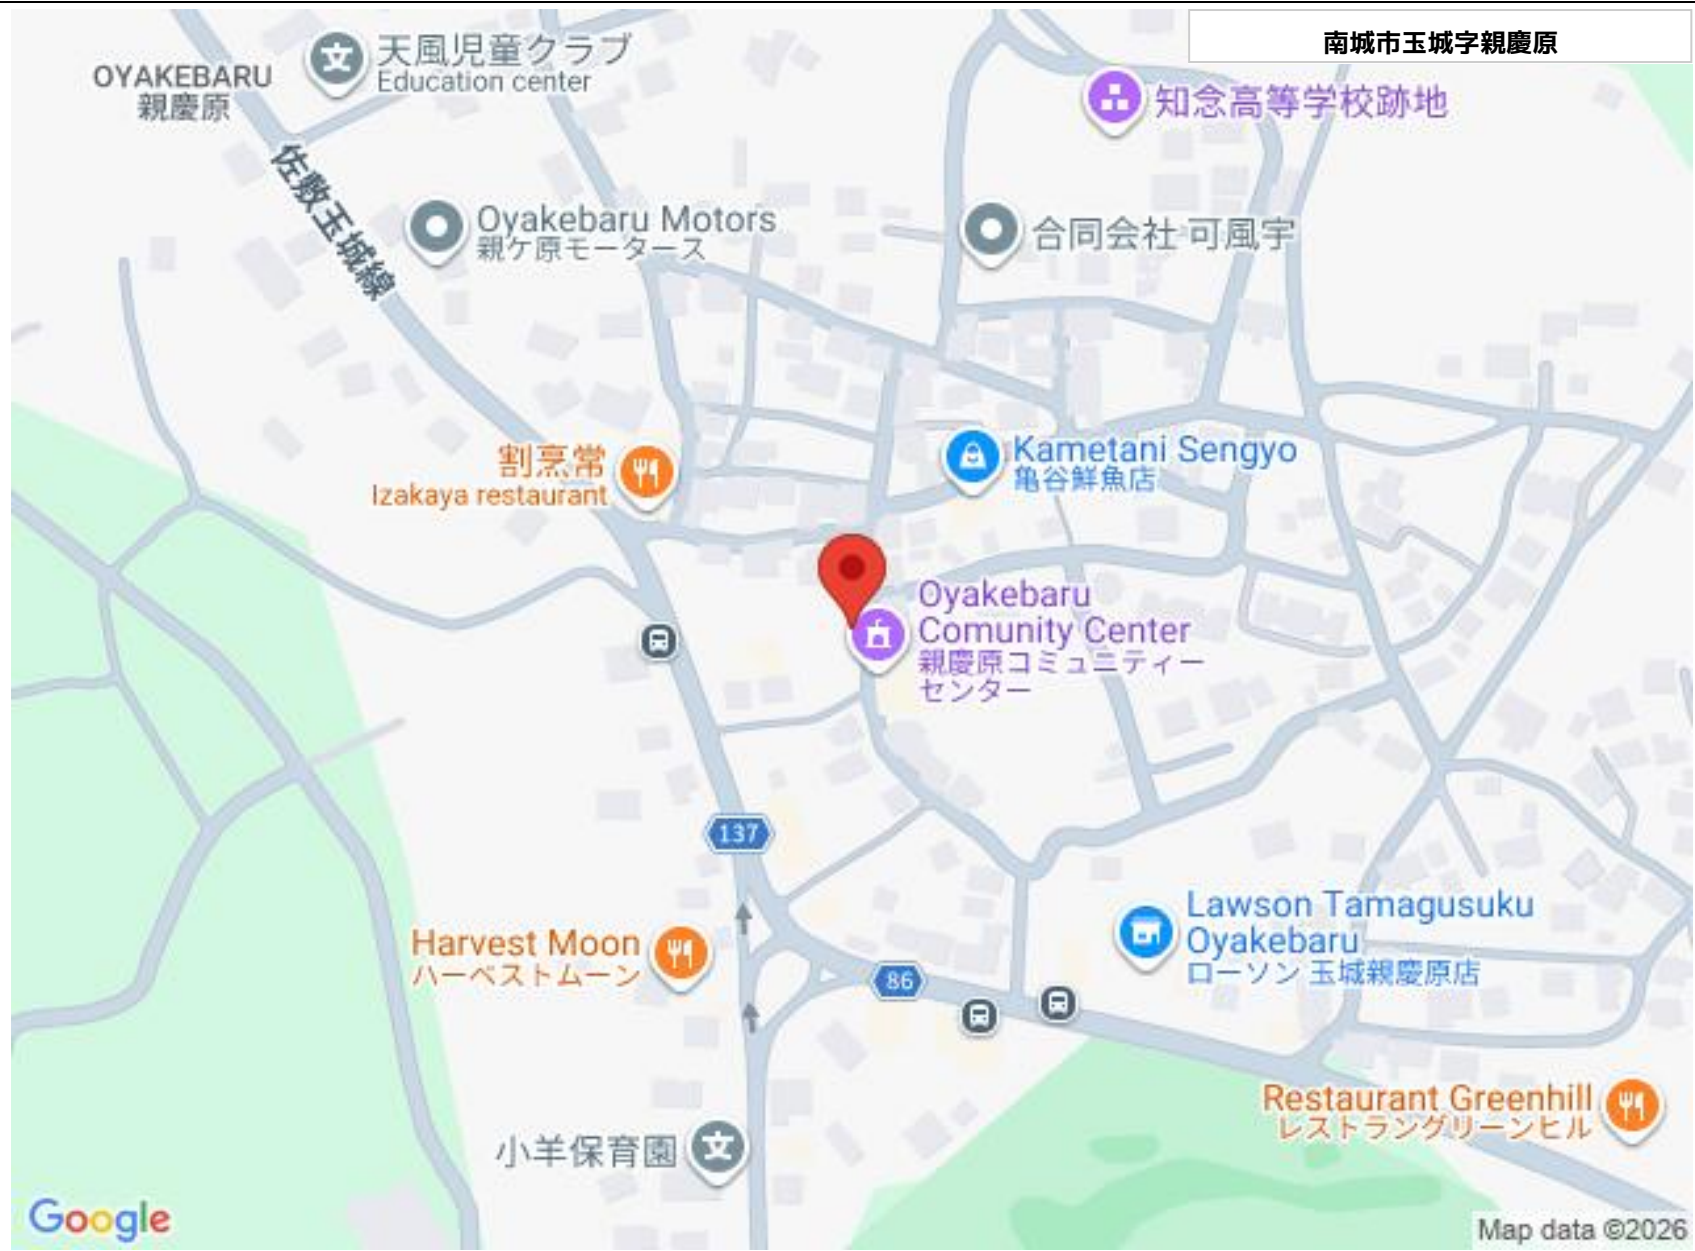 南城市玉城字親慶原
天風児童クラブ
Education center
OYAKEBARU
親慶原
知念高等学校跡地
佐敷玉城線
Oyakebaru Motors
親ケ原モータース
合同会社 可風宇
割烹常
Izakaya restaurant
Kametani Sengyo
亀谷鮮魚店
Oyakebaru
Comunity Center
親慶原コミュニティー
センター
137
Lawson Tamagusuku
Oyakebaru
ローソン 玉城親慶原店
Harvest Moon
ハーベストムーン
86
Restaurant Greenhill
レストラングリーンヒル
小羊保育園
Google
Map data ©2026